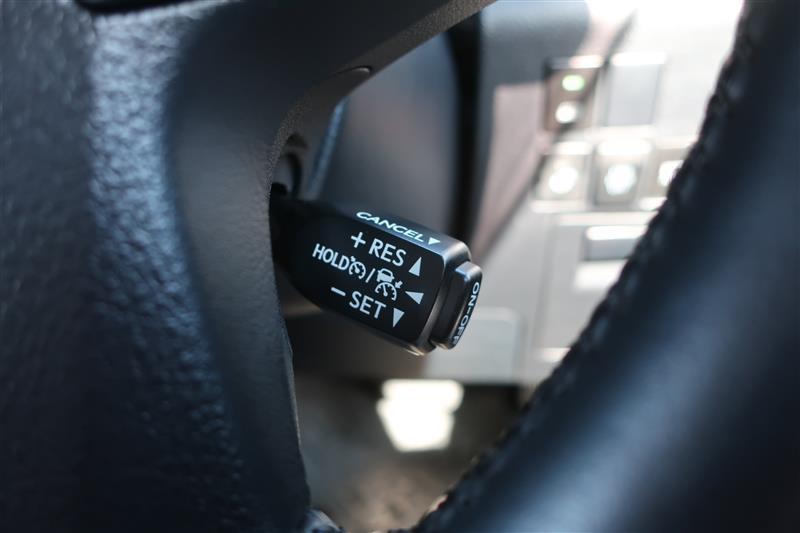 CANCEL
+ RES
HOLD /
− SET
ON-OFF